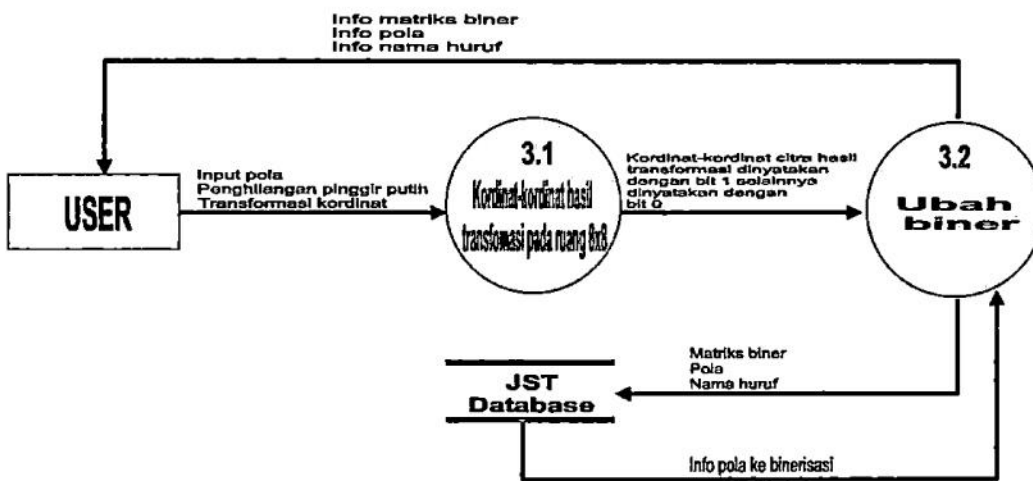 Info matriks biner
Info pola
Info nama huruf
USER
Input pola
Penghilangan pinggir putih
Transformasi kordinat
3.1
Kordinat-kordinat hasil
transfomasi pada ruang 8x8
Kordinat-kordinat citra hasil
transformasi dinyatakan
dengan bit 1 selainnya
dinyatakan dengan
bit 0
3.2
Ubah
biner
Matriks biner
Pola
Nama huruf
JST
Database
Info pola ke binerisasi